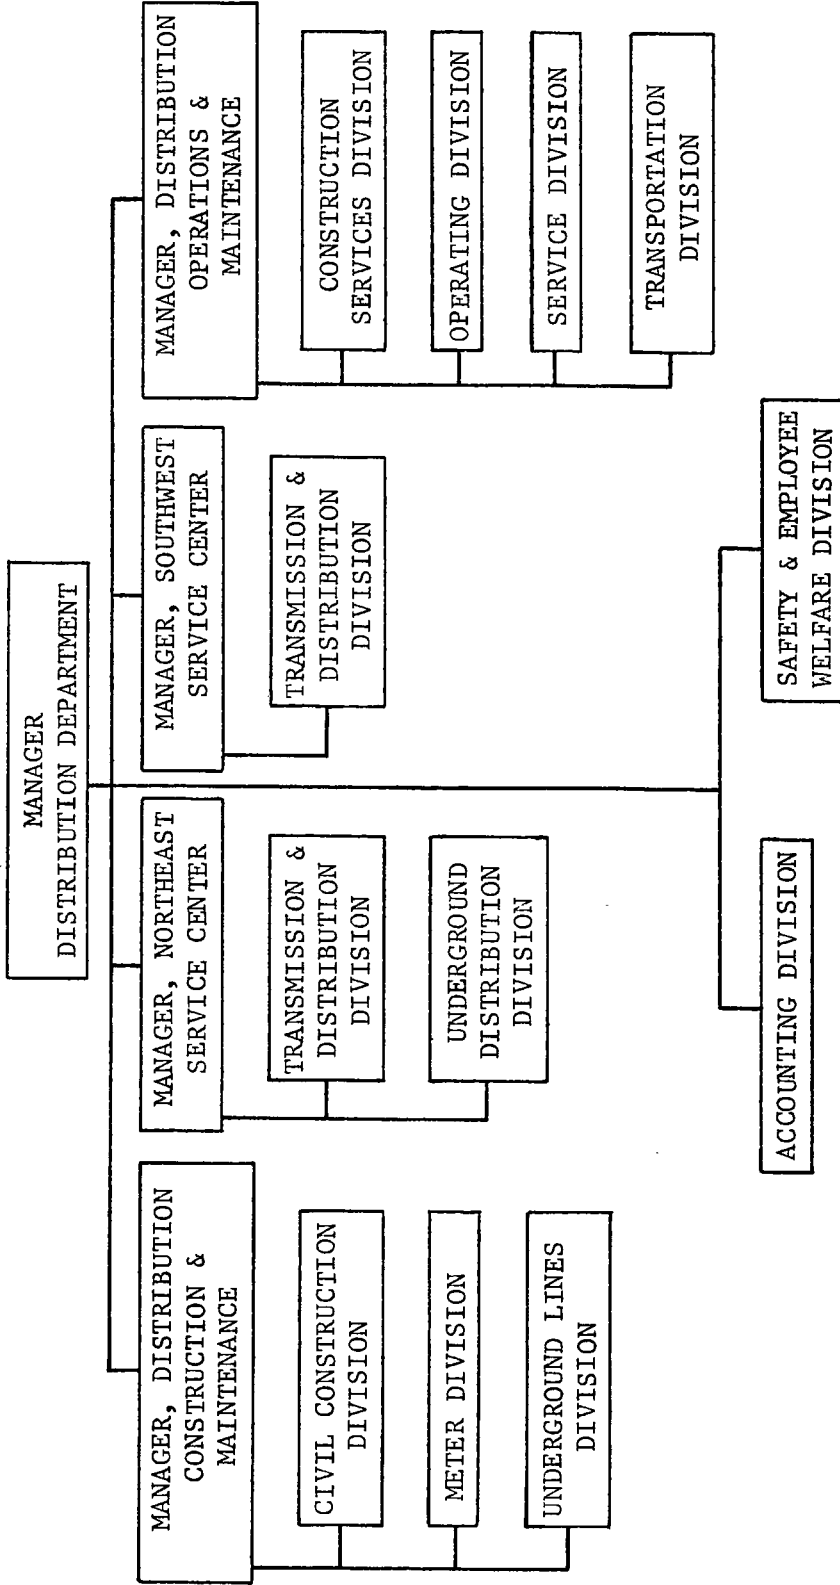 MANAGER
DISTRIBUTION DEPARTMENT
MANAGER, DISTRIBUTION
CONSTRUCTION &
MAINTENANCE
CIVIL CONSTRUCTION
DIVISION
METER DIVISION
UNDERGROUND LINES
DIVISION
MANAGER, NORTHEAST
SERVICE CENTER
TRANSMISSION &
DISTRIBUTION
DIVISION
UNDERGROUND
DISTRIBUTION
DIVISION
MANAGER, SOUTHWEST
SERVICE CENTER
TRANSMISSION &
DISTRIBUTION
DIVISION
MANAGER, DISTRIBUTION
OPERATIONS &
MAINTENANCE
CONSTRUCTION
SERVICES DIVISION
OPERATING DIVISION
SERVICE DIVISION
TRANSPORTATION
DIVISION
ACCOUNTING DIVISION
SAFETY & EMPLOYEE
WELFARE DIVISION